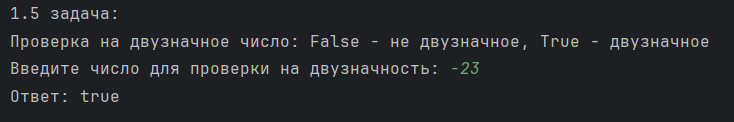 1.5 задача:
Проверка на двузначное число: False - не двузначное, True - двузначное
Введите число для проверки на двузначность: -23
Ответ: true